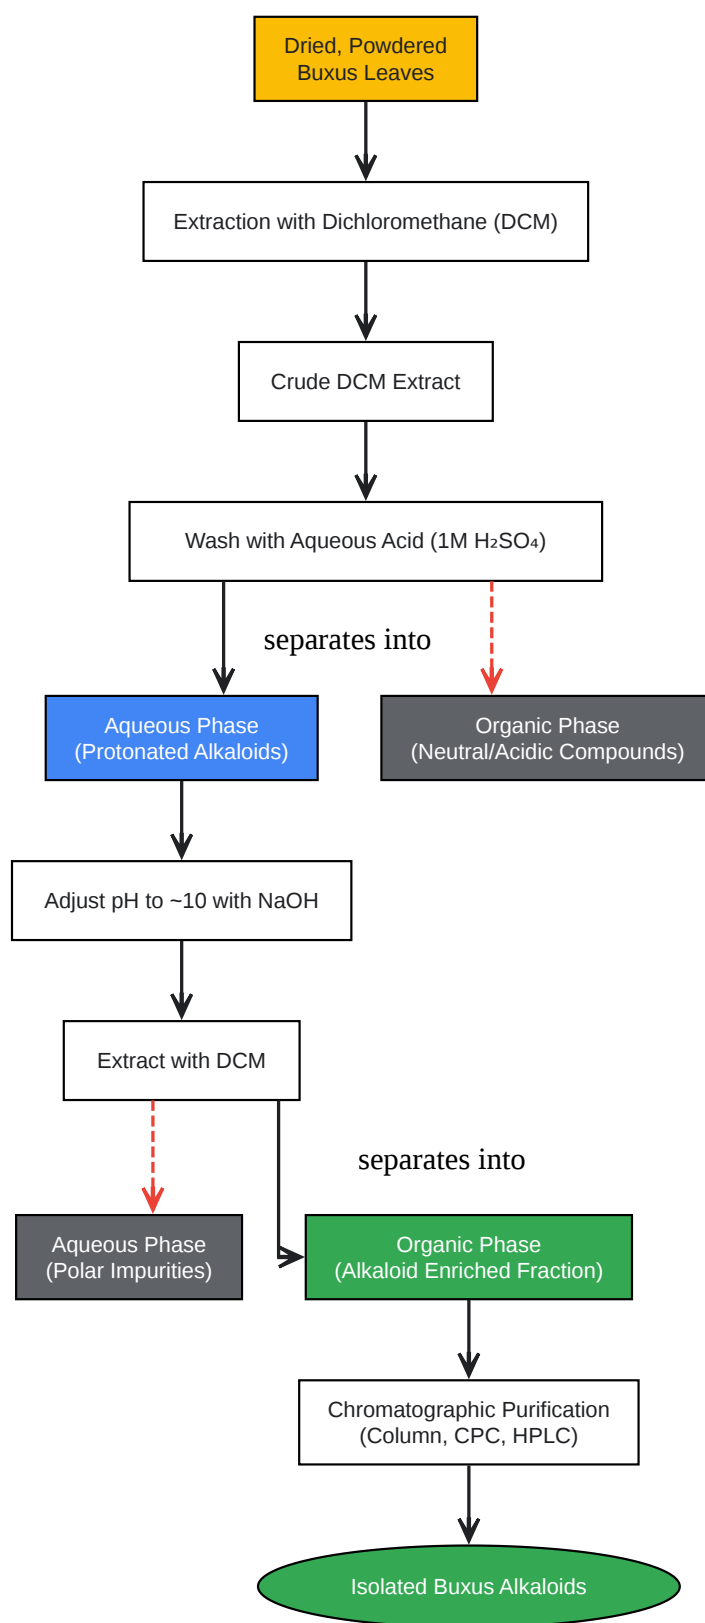 Dried, Powdered
Buxus Leaves
Extraction with Dichloromethane (DCM)
Crude DCM Extract
Wash with Aqueous Acid (1M H₂SO₄)
separates into
Aqueous Phase
(Protonated Alkaloids)
Organic Phase
(Neutral/Acidic Compounds)
Adjust pH to ~10 with NaOH
Extract with DCM
separates into
Aqueous Phase
(Polar Impurities)
Organic Phase
(Alkaloid Enriched Fraction)
Chromatographic Purification
(Column, CPC, HPLC)
Isolated Buxus Alkaloids